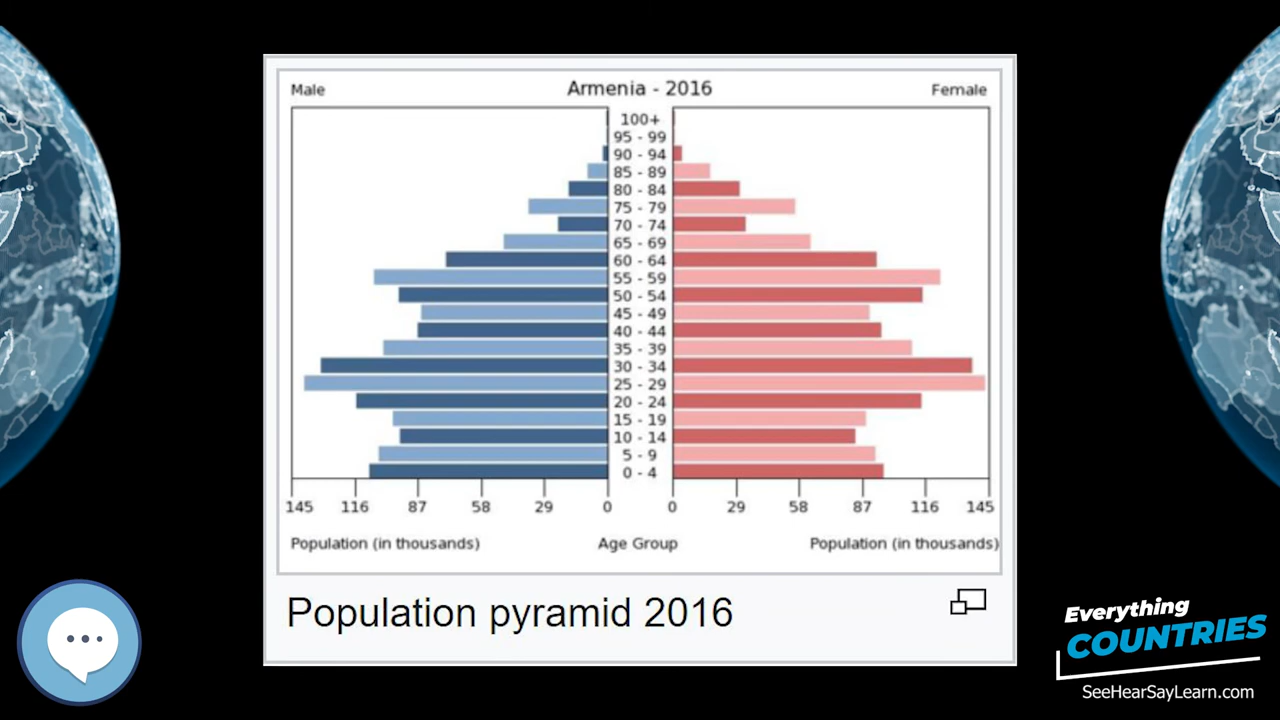 Male Armenia - 2016 Female
100+
95 - 99
90 - 94
85 - 89
80 - 84
75 - 79
70 - 74
65 - 69
60 - 64
55 - 59
50 - 54
45 - 49
40 - 44
35 - 39
30 - 34
25 - 29
20 - 24
15 - 19
10 - 14
5 - 9
0 - 4
145 116 87 58 29 0 0 29 58 87 116 145
Population (in thousands) Age Group Population (in thousands)
Population pyramid 2016
Everything
COUNTRIES
SeeHearSayLearn.com